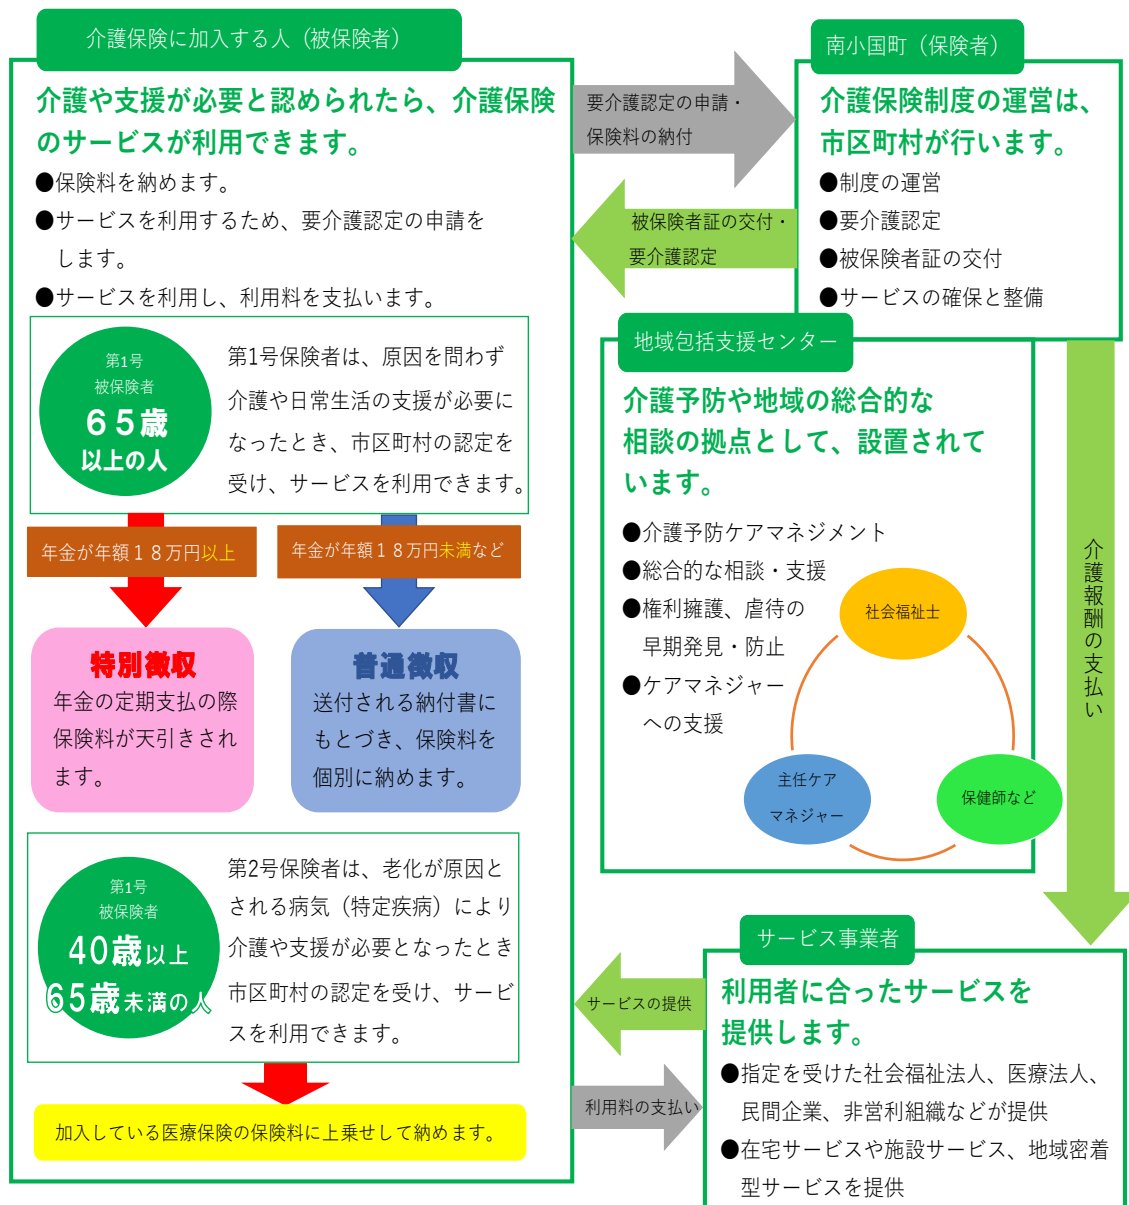 介護保険に加入する人（被保険者）
介護や支援が必要と認められたら、介護保険
のサービスが利用できます。
●保険料を納めます。
●サービスを利用するため、要介護認定の申請を
します。
●サービスを利用し、利用料を支払います。
第1号
被保険者
６５歳
以上の人
第1号保険者は、原因を問わず
介護や日常生活の支援が必要に
なったとき、市区町村の認定を
受け、サービスを利用できます。
年金が年額１８万円以上
年金が年額１８万円未満など
特別徴収
年金の定期支払の際
保険料が天引きされ
ます。
普通徴収
送付される納付書に
もとづき、保険料を
個別に納めます。
第1号
被保険者
40歳以上
65歳未満の人
第2号保険者は、老化が原因と
される病気（特定疾病）により
介護や支援が必要となったとき
市区町村の認定を受け、サービ
スを利用できます。
加入している医療保険の保険料に上乗せして納めます。
要介護認定の申請・
保険料の納付
被保険者証の交付・
要介護認定
南小国町（保険者）
介護保険制度の運営は、
市区町村が行います。
●制度の運営
●要介護認定
●被保険者証の交付
●サービスの確保と整備
地域包括支援センター
介護予防や地域の総合的な
相談の拠点として、設置されて
います。
●介護予防ケアマネジメント
●総合的な相談・支援
●権利擁護、虐待の
早期発見・防止
●ケアマネジャー
への支援
社会福祉士
主任ケア
マネジャー
保健師など
介護報酬の支払い
サービスの提供
利用料の支払い
サービス事業者
利用者に合ったサービスを
提供します。
●指定を受けた社会福祉法人、医療法人、
民間企業、非営利組織などが提供
●在宅サービスや施設サービス、地域密着
型サービスを提供